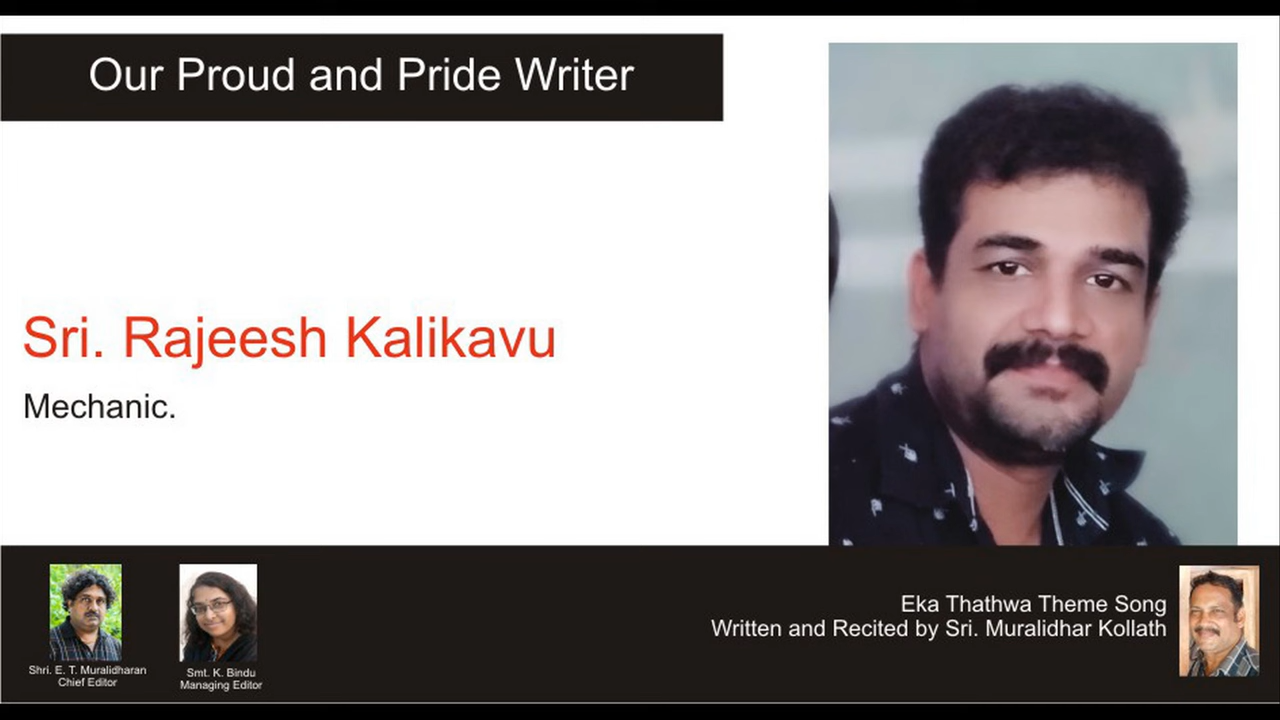 Our Proud and Pride Writer
Sri. Rajeesh Kalikavu
Mechanic.
Shri. E. T. Muralidharan
Chief Editor
Smt. K. Bindu
Managing Editor
Eka Thathwa Theme Song
Written and Recited by Sri. Muralidhar Kollath